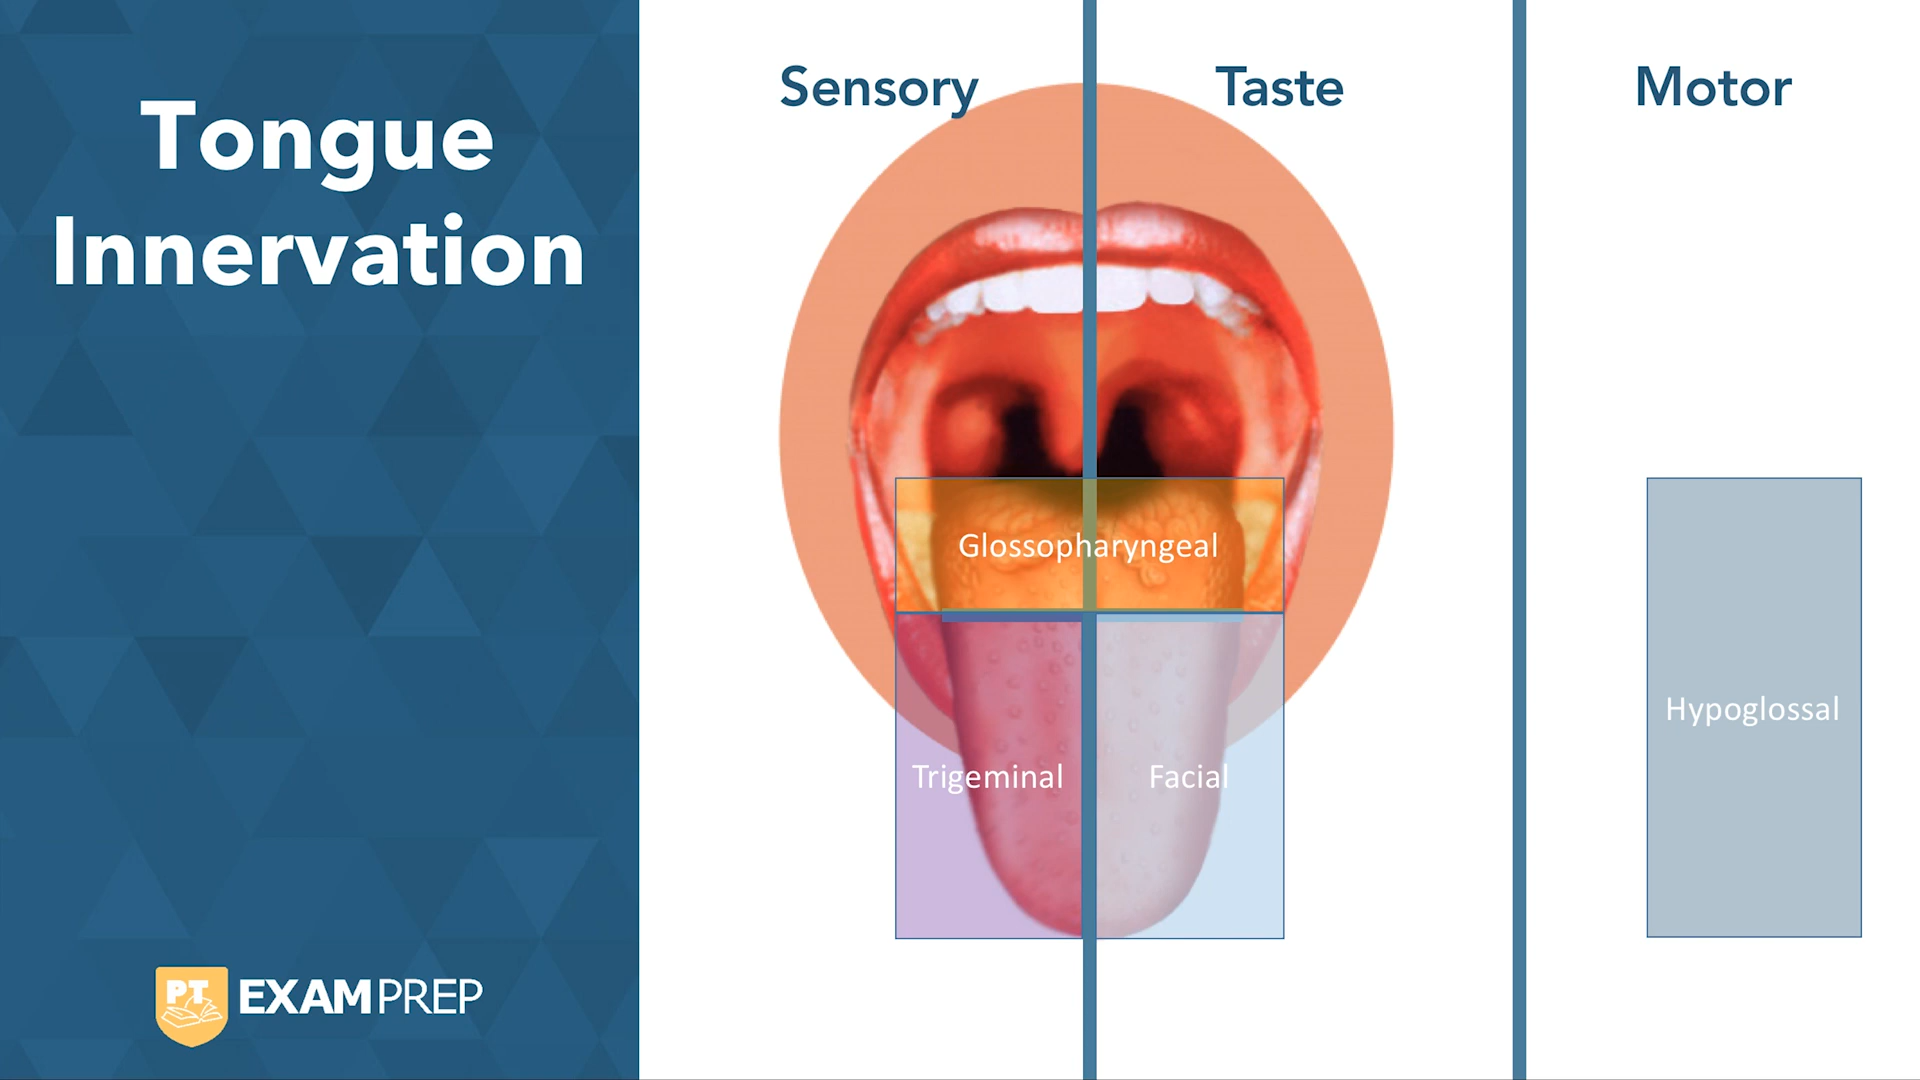 Tongue
Innervation
Sensory
Taste
Motor
Glossopharyngeal
Trigeminal
Facial
Hypoglossal
PT EXAMPREP